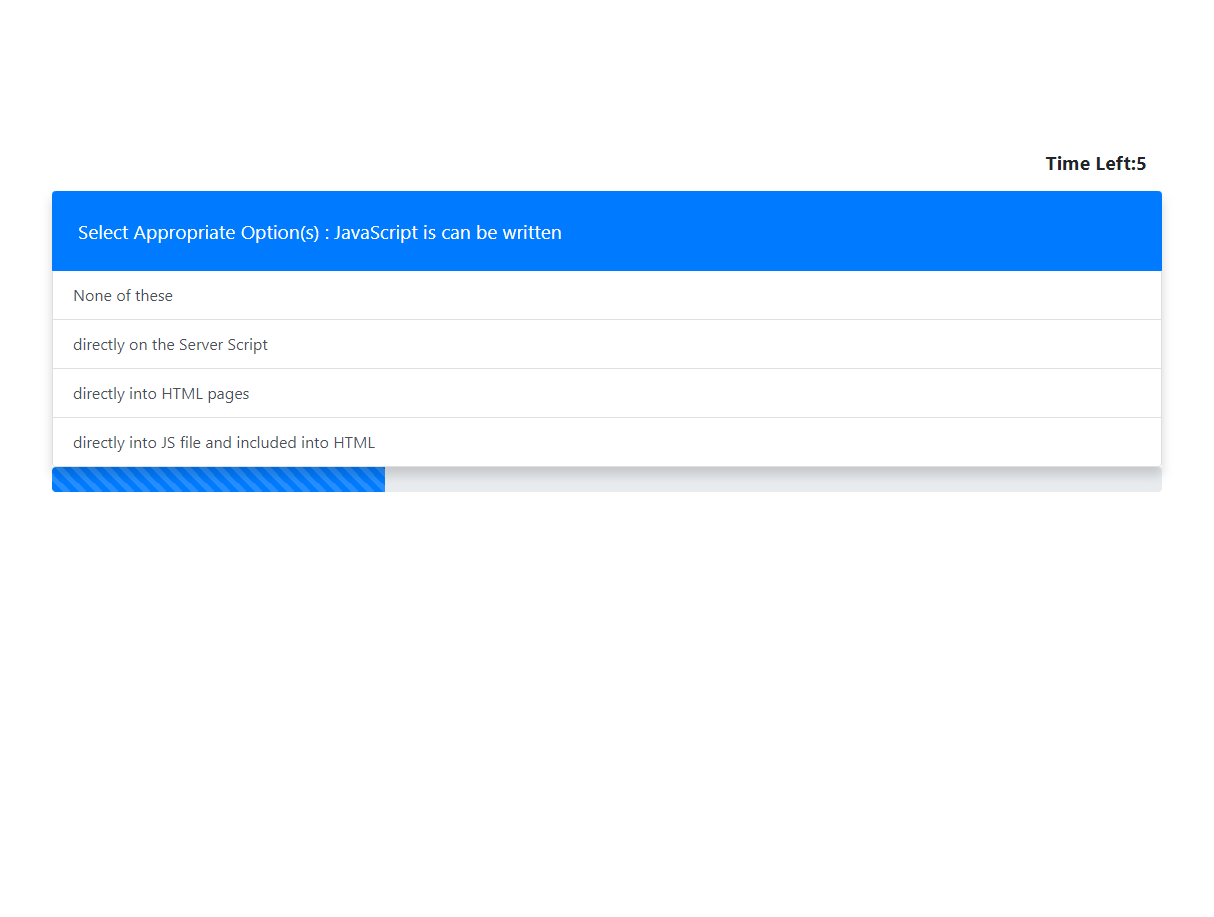 Time Left:5
Select Appropriate Option(s) : JavaScript is can be written
None of these
directly on the Server Script
directly into HTML pages
directly into JS file and included into HTML